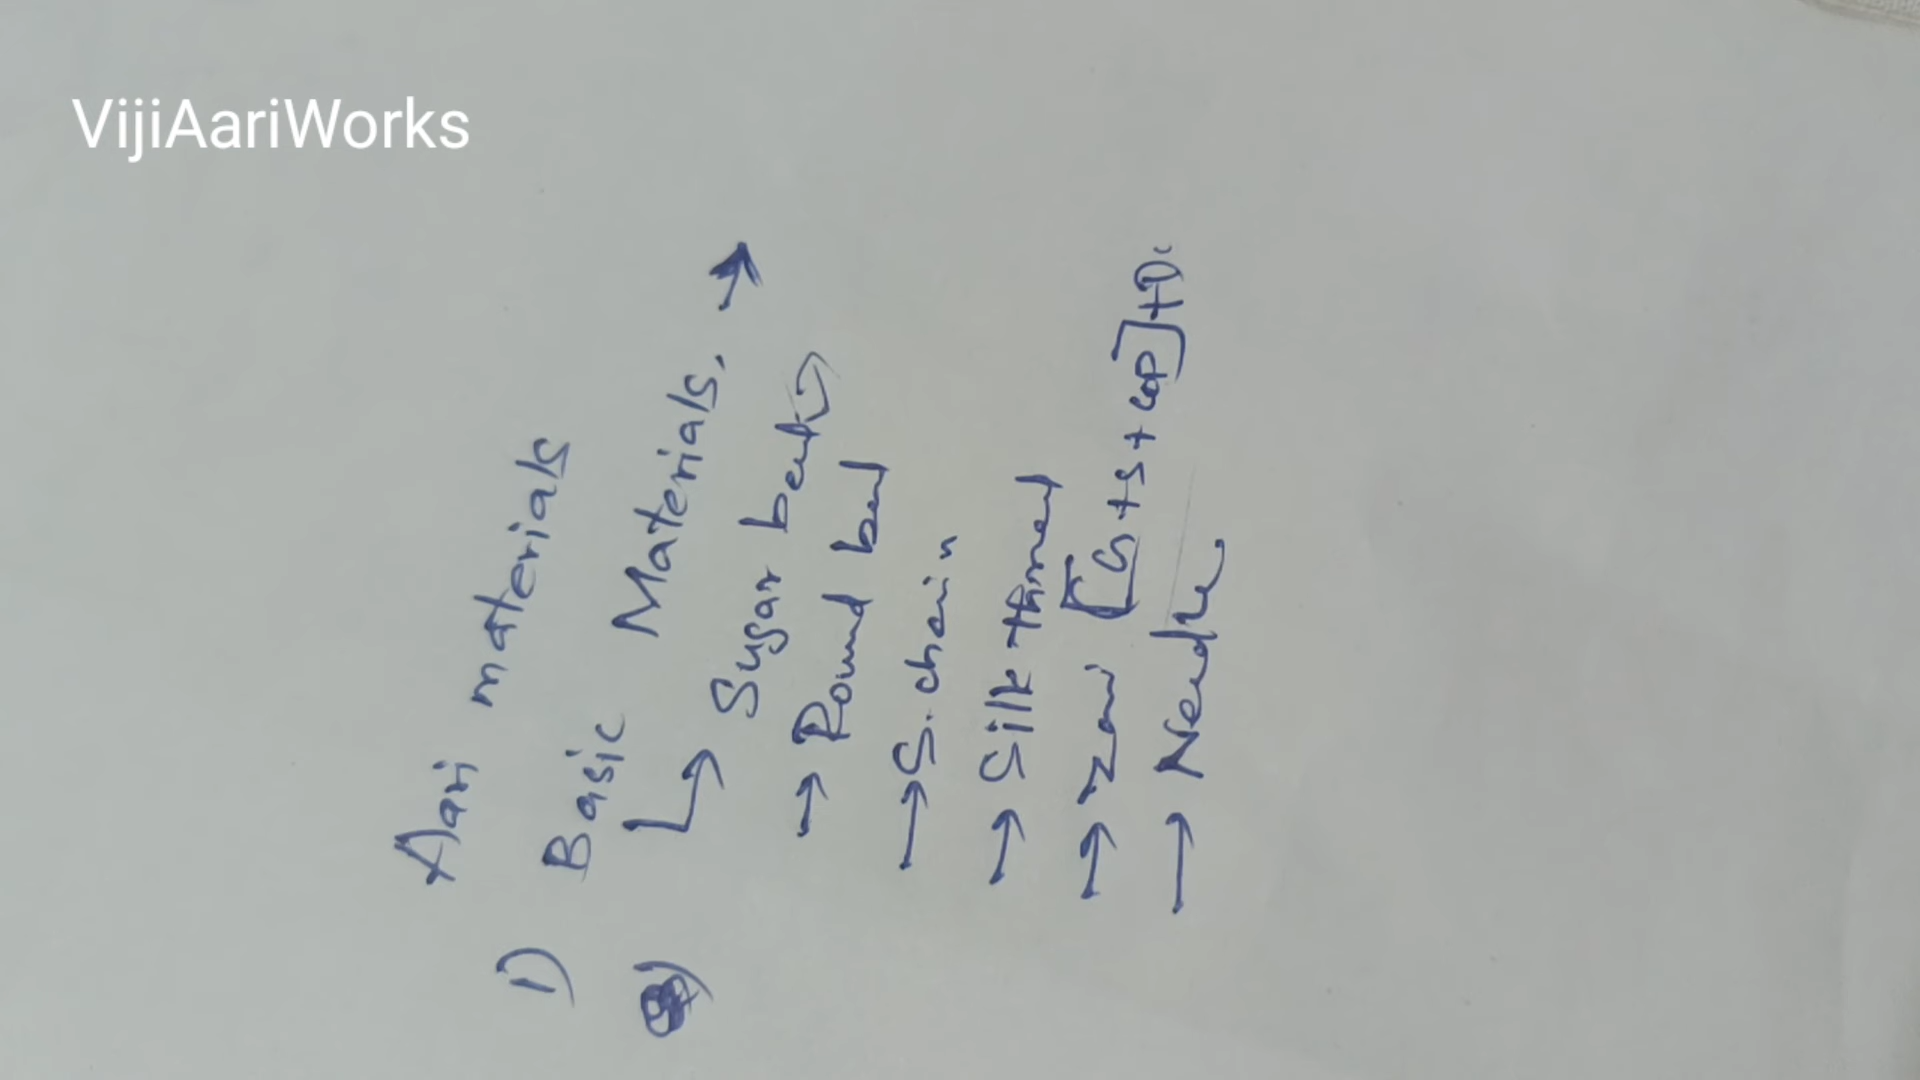 VijiAariWorks
Aari materials
1) Basic Materials. →
↳ Sugar beads
→ Round bead
→ S. chain
→ Silk thread
→ Zari [G+S+cop]+D.
→ Needle